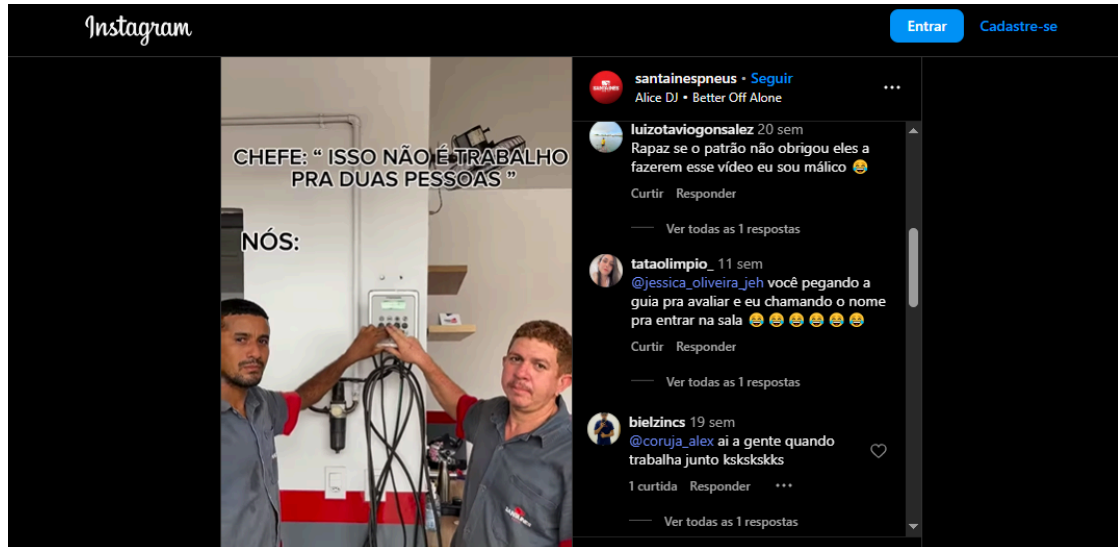 Instagram
Entrar
Cadastre-se
santainespneus • Seguir
Alice DJ • Better Off Alone
CHEFE: “ ISSO NÃO É TRABALHO
PRA DUAS PESSOAS ”
NÓS:
luizotaviogonsalez 20 sem
Rapaz se o patrão não obrigou eles a
fazerem esse vídeo eu sou málico 😂
Curtir Responder
Ver todas as 1 respostas
tataolimpio_ 11 sem
@jessica_oliveira_jeh você pegando a
guia pra avaliar e eu chamando o nome
pra entrar na sala 😂 😂 😂 😂 😂 😂
Curtir Responder
Ver todas as 1 respostas
bielzincs 19 sem
@coruja_alex ai a gente quando
trabalha junto ksksksksks
1 curtida Responder
Ver todas as 1 respostas